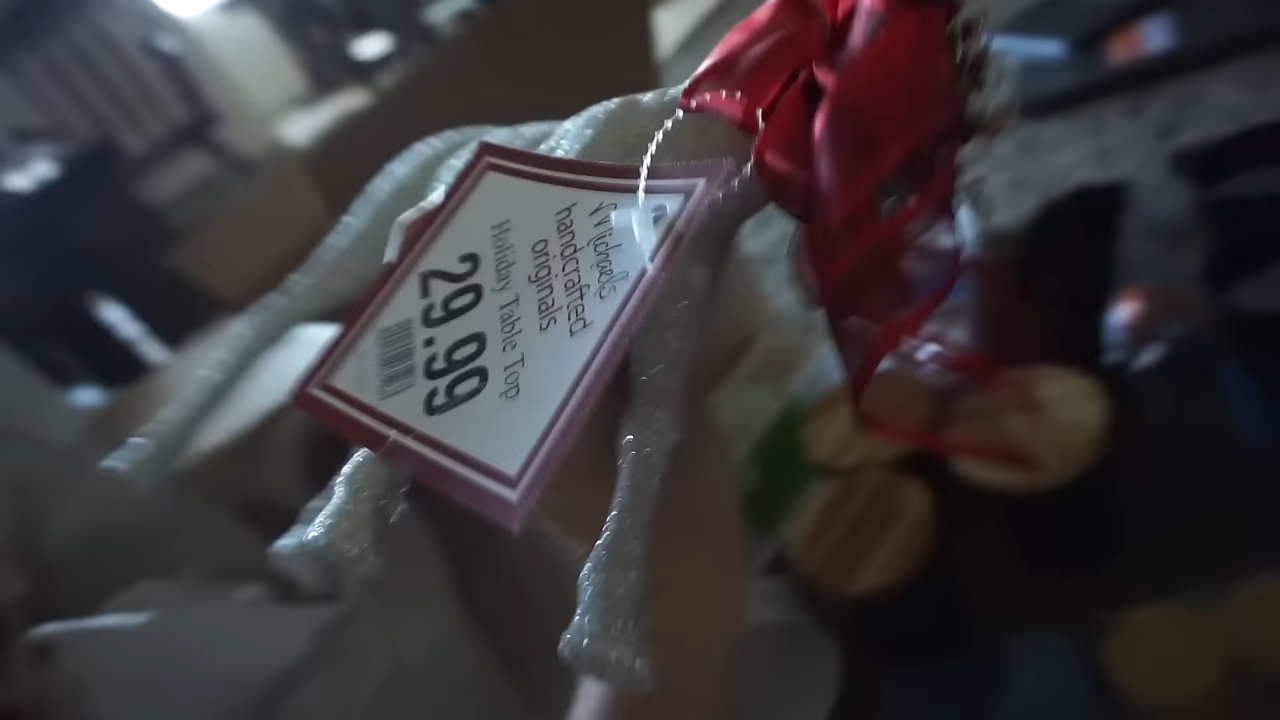 Michaels
handcrafted
originals
Holiday Table Top
29.99